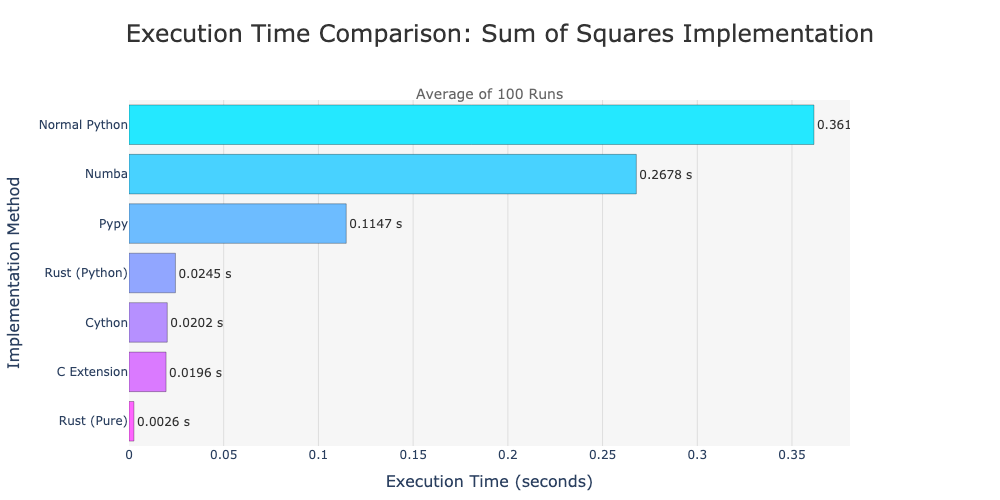 Execution Time Comparison: Sum of Squares Implementation
Average of 100 Runs
Implementation Method
Normal Python 0.361
Numba 0.2678 s
Pypy 0.1147 s
Rust (Python) 0.0245 s
Cython 0.0202 s
C Extension 0.0196 s
Rust (Pure) 0.0026 s
0 0.05 0.1 0.15 0.2 0.25 0.3 0.35
Execution Time (seconds)